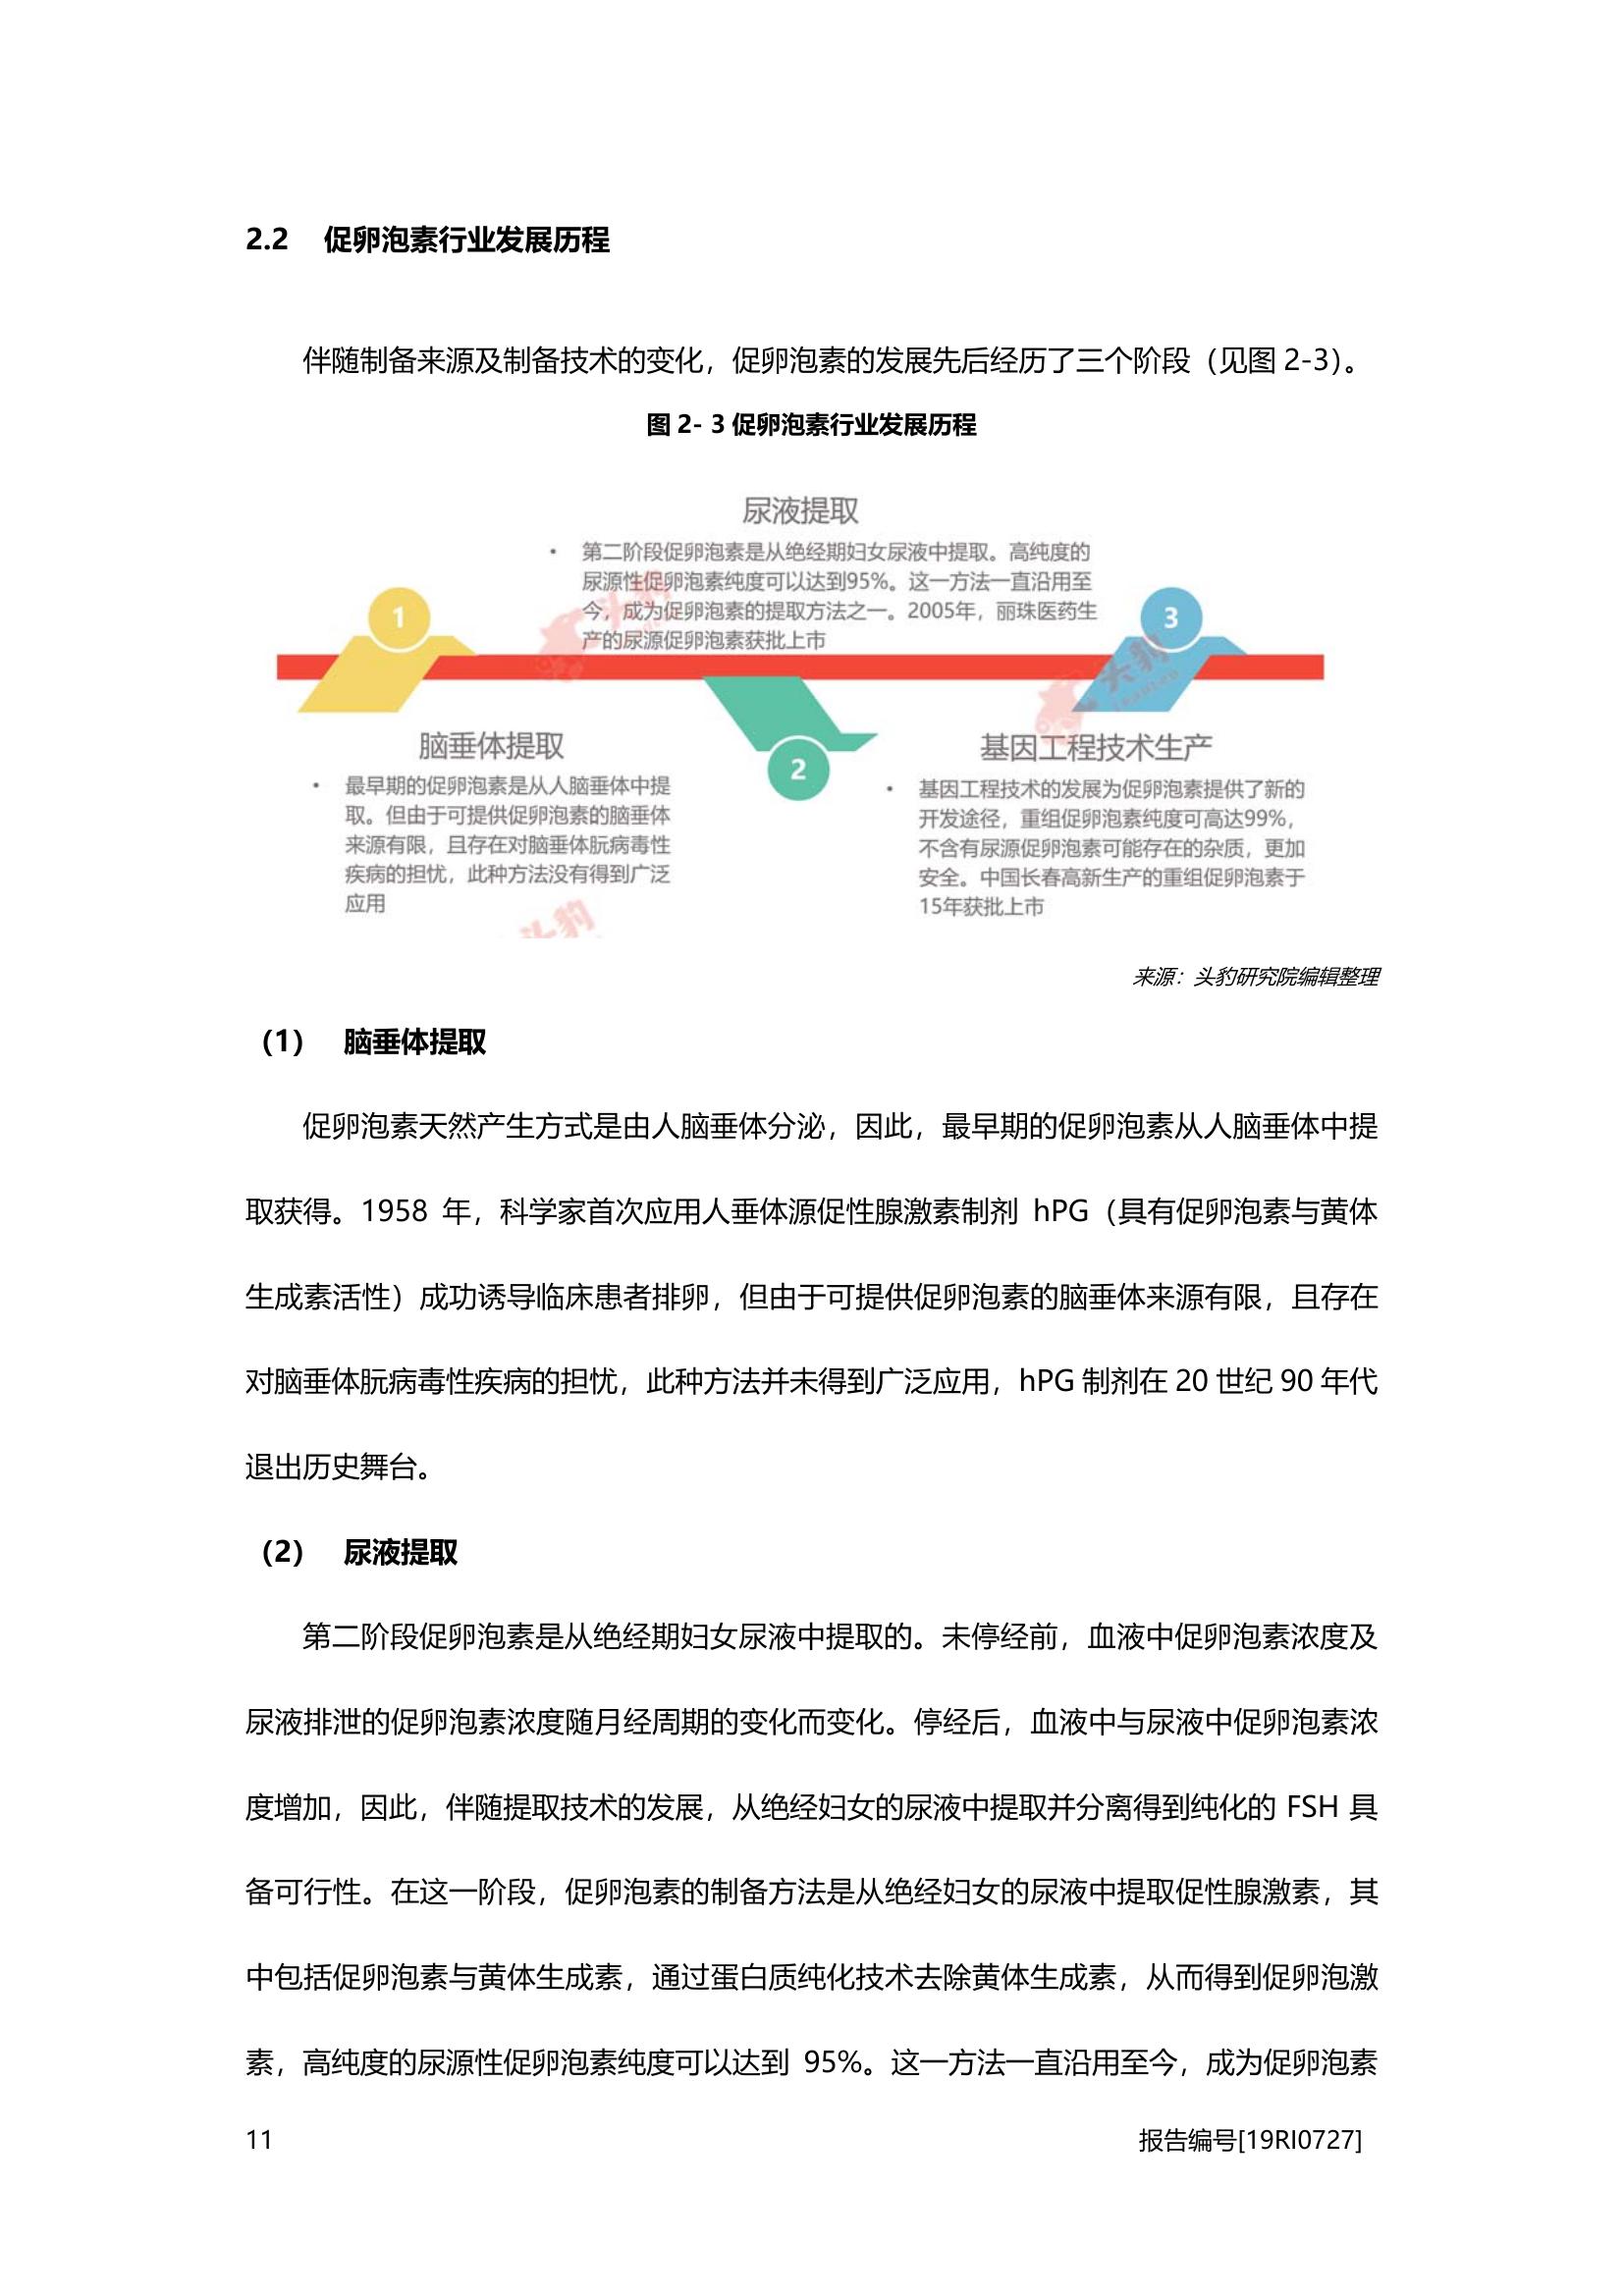 2.2 促卵泡素行业发展历程
伴随制备来源及制备技术的变化，促卵泡素的发展先后经历了三个阶段（见图 2-3）。
图 2- 3 促卵泡素行业发展历程
尿液提取
• 第二阶段促卵泡素是从绝经期妇女尿液中提取。高纯度的
尿源性促卵泡素纯度可以达到95%。这一方法一直沿用至
今，成为促卵泡素的提取方法之一。2005年，丽珠医药生
产的尿源促卵泡素获批上市
1
3
2
脑垂体提取
• 最早期的促卵泡素是从人脑垂体中提
取。但由于可提供促卵泡素的脑垂体
来源有限，且存在对脑垂体朊病毒性
疾病的担忧，此种方法没有得到广泛
应用
基因工程技术生产
• 基因工程技术的发展为促卵泡素提供了新的
开发途径，重组促卵泡素纯度可高达99%，
不含有尿源促卵泡素可能存在的杂质，更加
安全。中国长春高新生产的重组促卵泡素于
15年获批上市
头豹
头豹
头豹
来源：头豹研究院编辑整理
（1） 脑垂体提取
促卵泡素天然产生方式是由人脑垂体分泌，因此，最早期的促卵泡素从人脑垂体中提
取获得。1958 年，科学家首次应用人垂体源促性腺激素制剂 hPG（具有促卵泡素与黄体
生成素活性）成功诱导临床患者排卵，但由于可提供促卵泡素的脑垂体来源有限，且存在
对脑垂体朊病毒性疾病的担忧，此种方法并未得到广泛应用，hPG 制剂在 20 世纪 90 年代
退出历史舞台。
（2） 尿液提取
第二阶段促卵泡素是从绝经期妇女尿液中提取的。未停经前，血液中促卵泡素浓度及
尿液排泄的促卵泡素浓度随月经周期的变化而变化。停经后，血液中与尿液中促卵泡素浓
度增加，因此，伴随提取技术的发展，从绝经妇女的尿液中提取并分离得到纯化的 FSH 具
备可行性。在这一阶段，促卵泡素的制备方法是从绝经妇女的尿液中提取促性腺激素，其
中包括促卵泡素与黄体生成素，通过蛋白质纯化技术去除黄体生成素，从而得到促卵泡激
素，高纯度的尿源性促卵泡素纯度可以达到 95%。这一方法一直沿用至今，成为促卵泡素
11
报告编号[19RI0727]